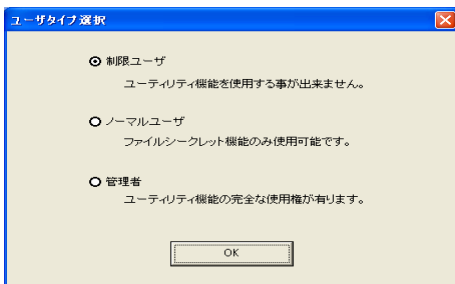 ユーザタイプ選択
制限ユーザ
ユーティリティ機能を使用する事が出来ません。
ノーマルユーザ
ファイルシークレット機能のみ使用可能です。
管理者
ユーティリティ機能の完全な使用権が有ります。
OK